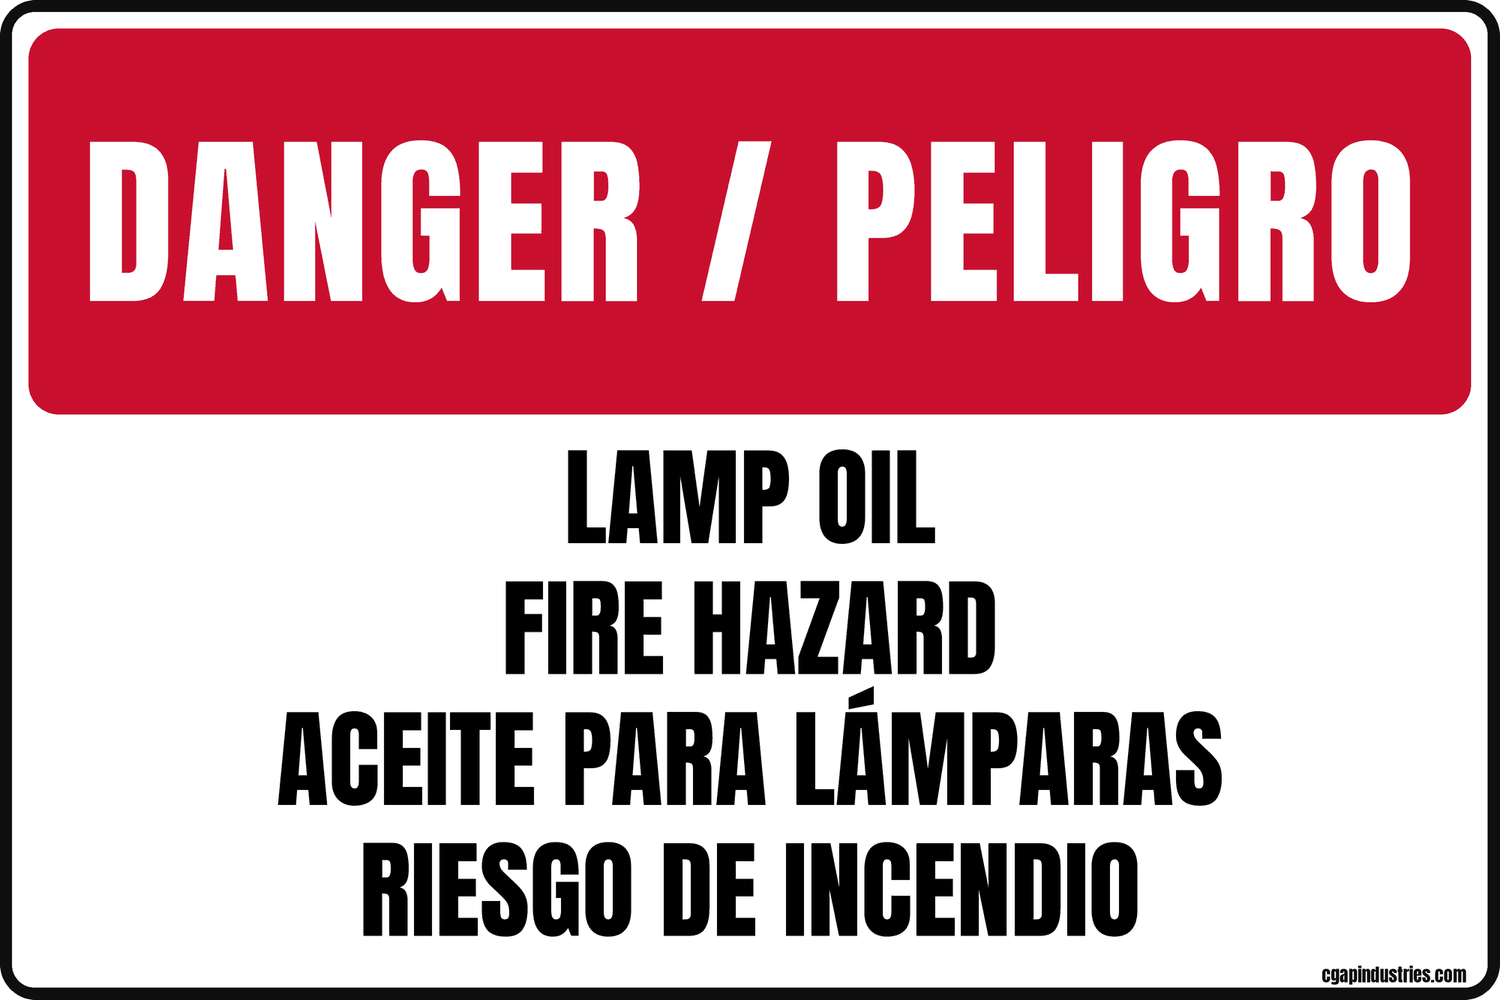 DANGER / PELIGRO
LAMP OIL
FIRE HAZARD
ACEITE PARA LÁMPARAS
RIESGO DE INCENDIO
cgapindustries.com